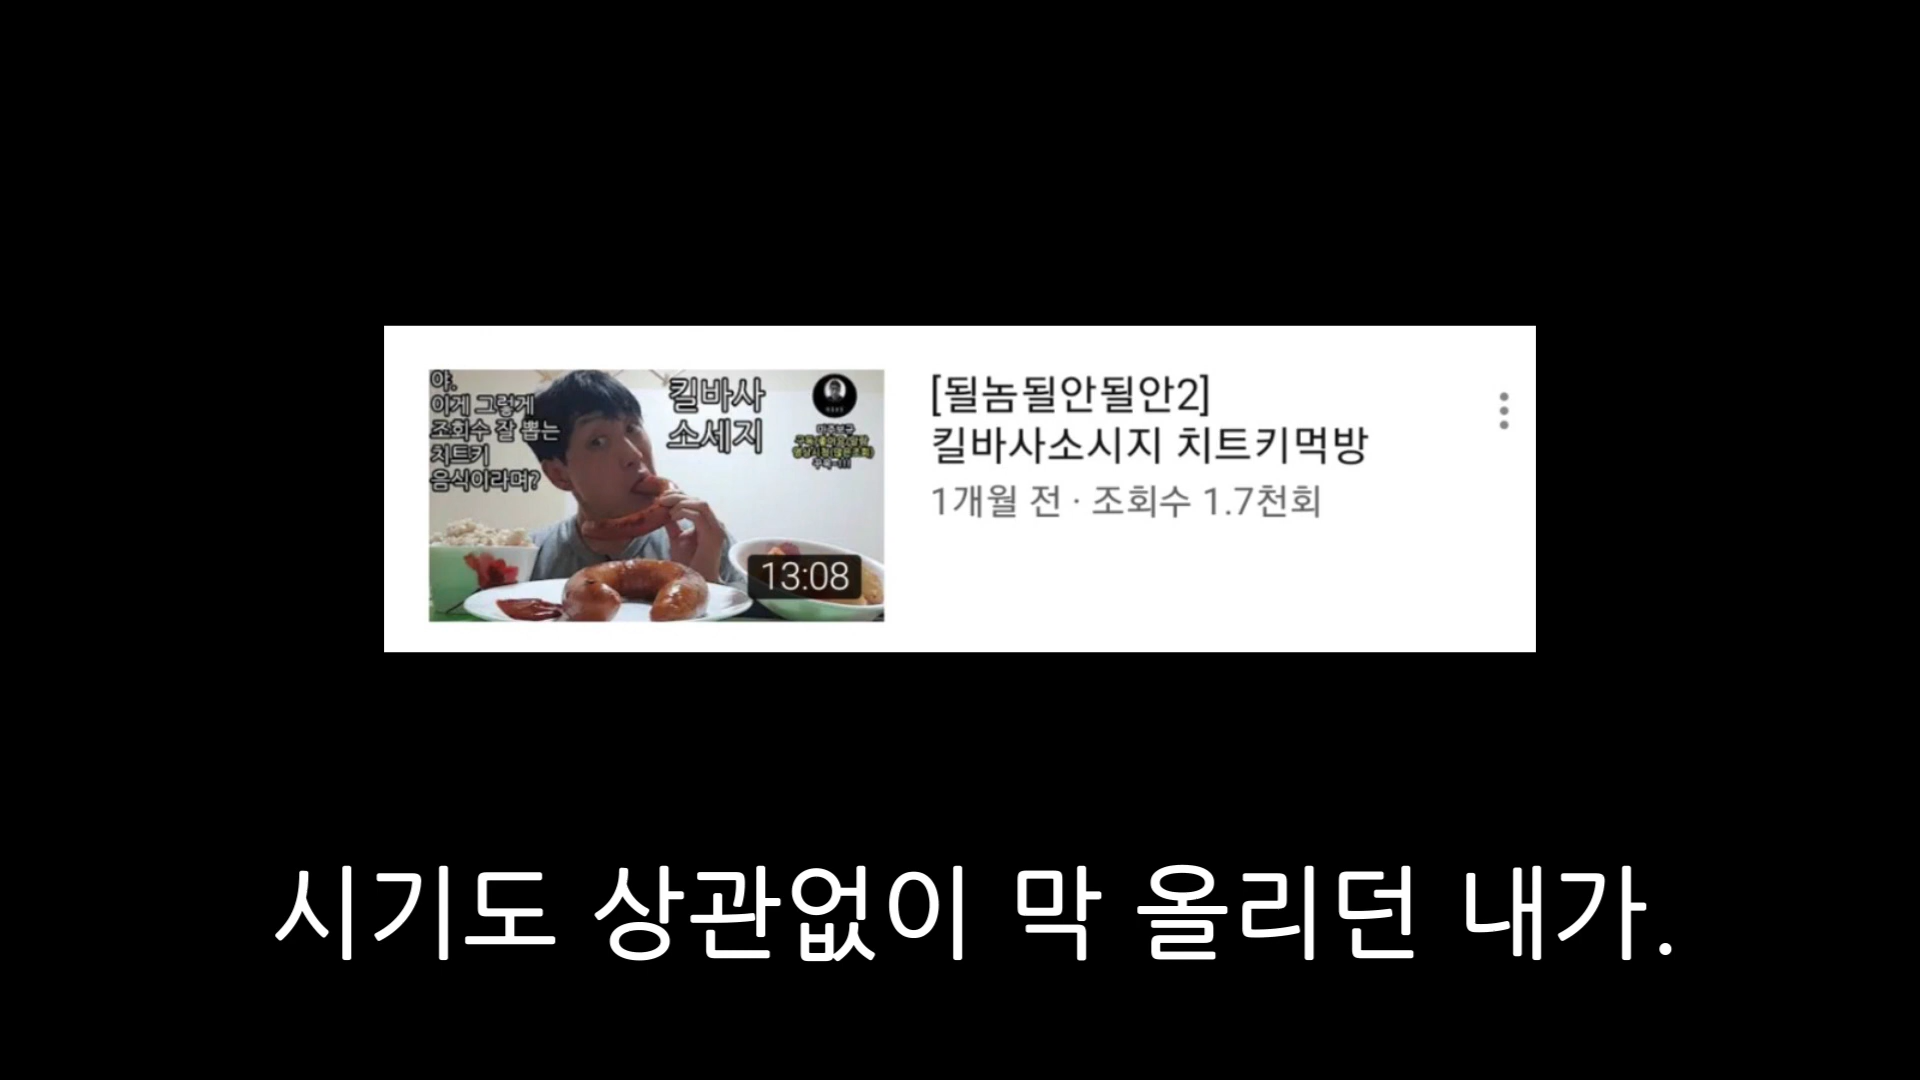 야.
이게 그렇게
조회수 잘 뽑는
치트키
음식이라며?
킬바사
소세지
13:08
[될놈될안될안2]
킬바사소시지 치트키먹방
1개월 전 · 조회수 1.7천회
시기도 상관없이 막 올리던 내가.